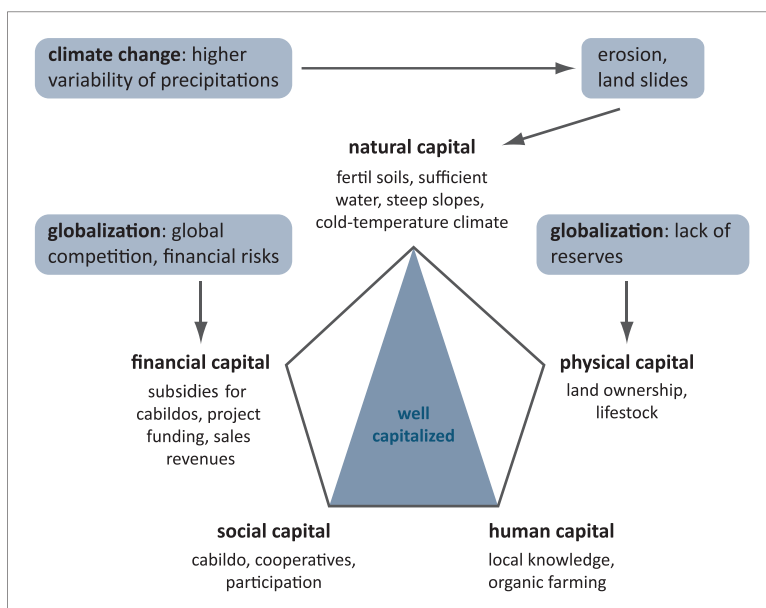 climate change: higher
variability of precipitations
erosion,
land slides
natural capital
fertil soils, sufficient
water, steep slopes,
cold-temperature climate
globalization: global
competition, financial risks
globalization: lack of
reserves
financial capital
subsidies for
cabildos, project
funding, sales
revenues
physical capital
land ownership,
lifestock
well
capitalized
social capital
cabildo, cooperatives,
participation
human capital
local knowledge,
organic farming